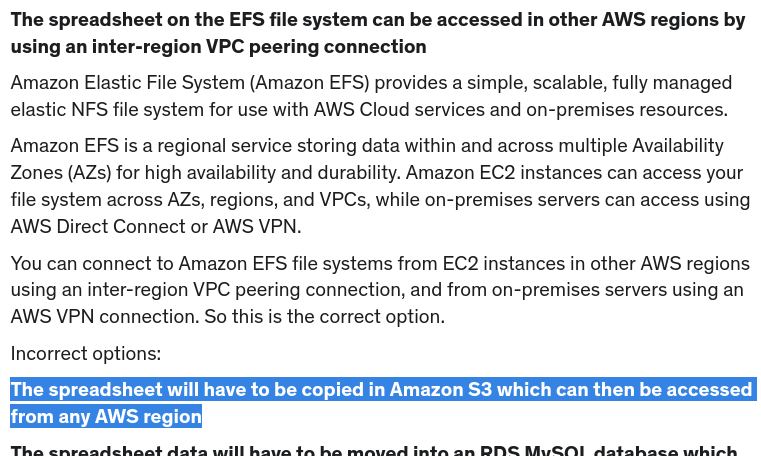 The spreadsheet on the EFS file system can be accessed in other AWS regions by
using an inter-region VPC peering connection
Amazon Elastic File System (Amazon EFS) provides a simple, scalable, fully managed
elastic NFS file system for use with AWS Cloud services and on-premises resources.
Amazon EFS is a regional service storing data within and across multiple Availability
Zones (AZs) for high availability and durability. Amazon EC2 instances can access your
file system across AZs, regions, and VPCs, while on-premises servers can access using
AWS Direct Connect or AWS VPN.
You can connect to Amazon EFS file systems from EC2 instances in other AWS regions
using an inter-region VPC peering connection, and from on-premises servers using an
AWS VPN connection. So this is the correct option.
Incorrect options:
The spreadsheet will have to be copied in Amazon S3 which can then be accessed
from any AWS region
The spreadsheet data will have to be moved into an RDS MySQL database which